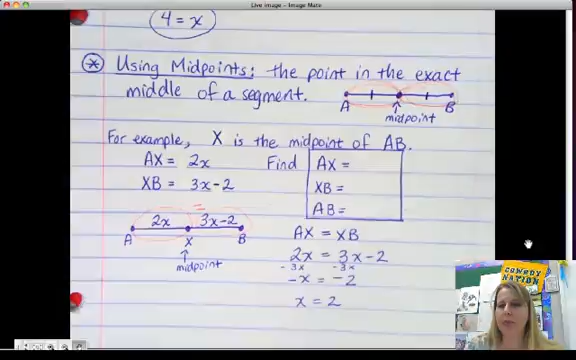 Live Image - Image Mate
4 = x
Using Midpoints: the point in the exact
middle of a segment.
A B
midpoint
For example, X is the midpoint of AB.
AX = 2x Find AX =
XB = 3x-2 XB =
AB =
=
2x 3x-2
A X B
midpoint
AX = XB
2x = 3x-2
-3x -3x
-x = -2
x = 2
COWBOY
NATION